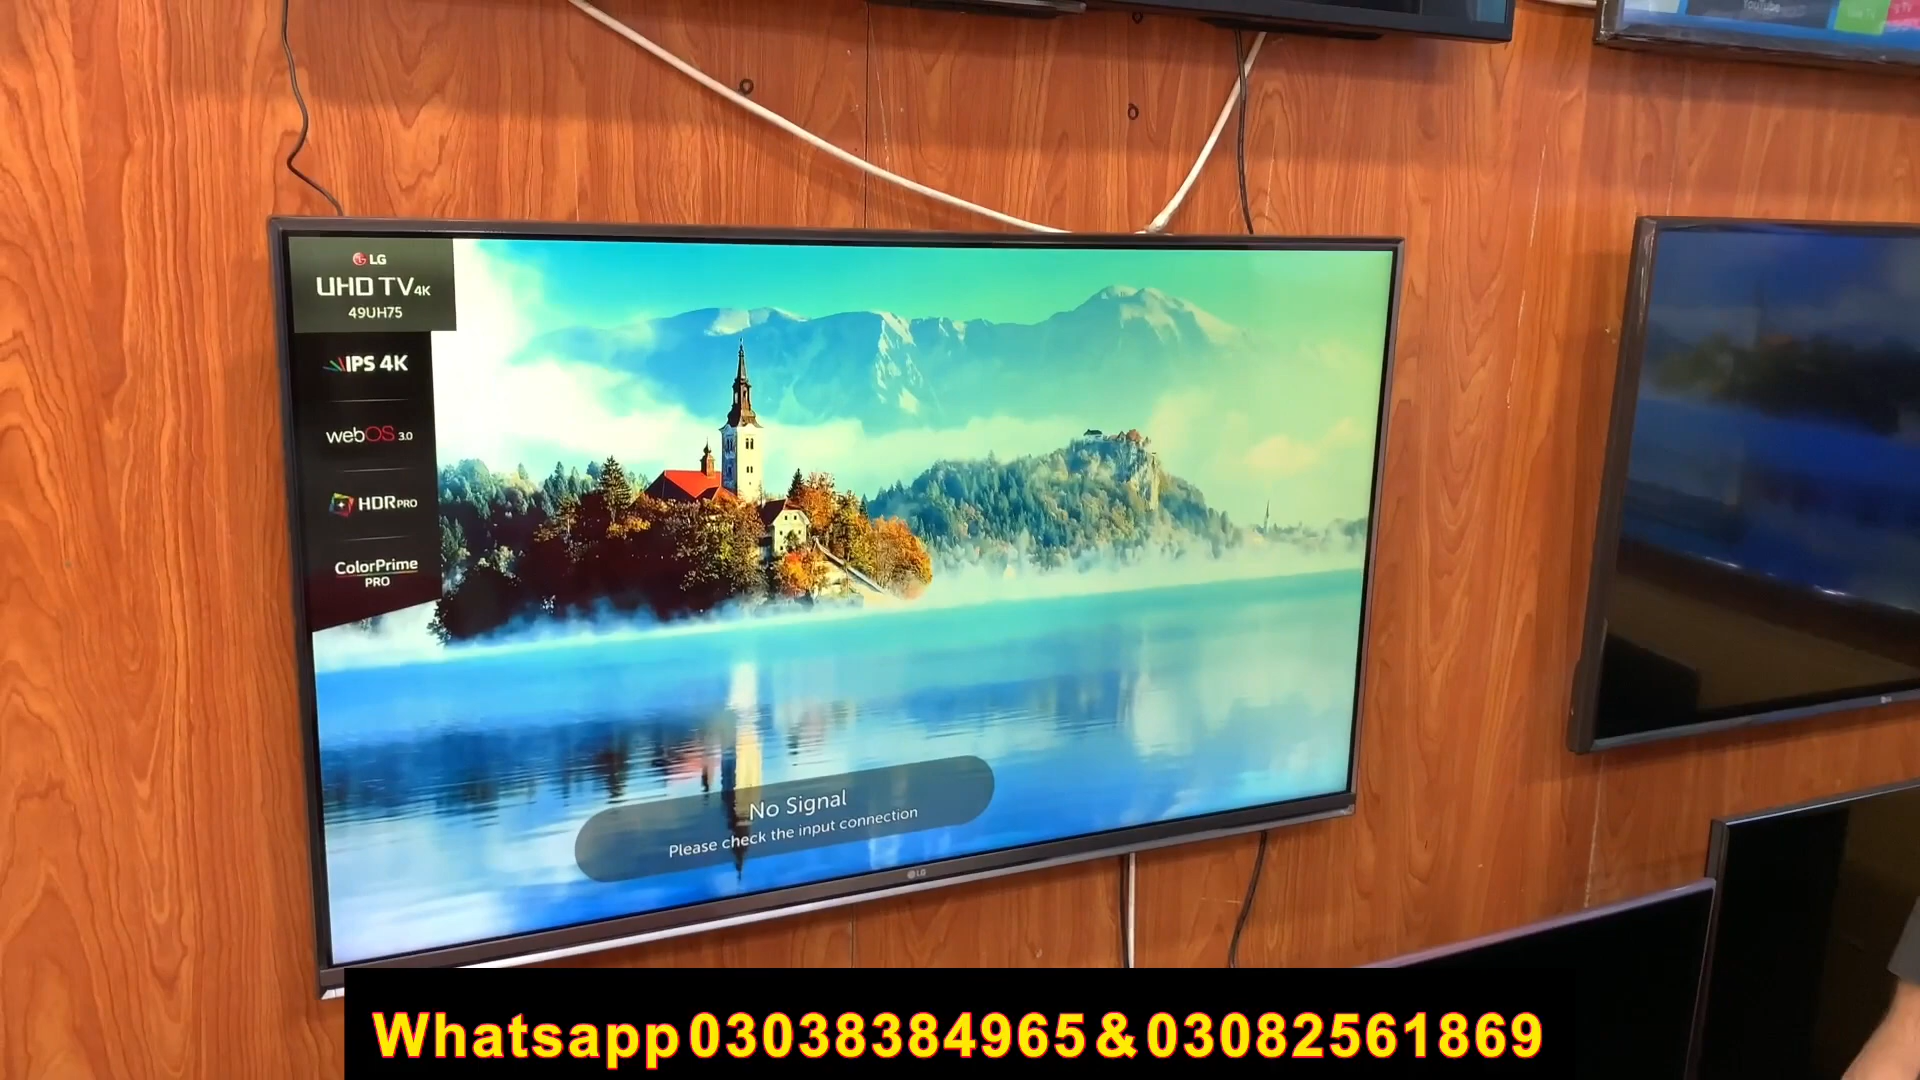 YouTube
LG
UHD TV 4K
49UH75
IPS 4K
webOS 3.0
HDR PRO
ColorPrime
PRO
No Signal
Please check the input connection
LG
Whatsapp 03038384965 & 03082561869